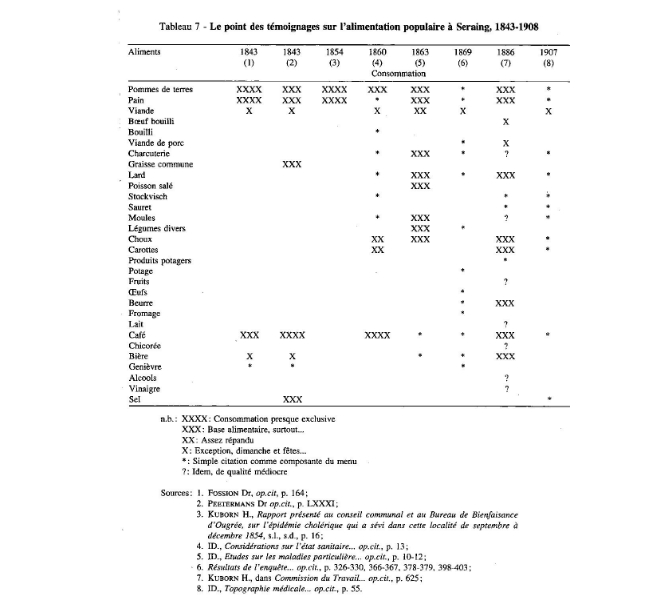 Tableau 7 - Le point des témoignages sur l'alimentation populaire à Seraing, 1843-1908
Aliments 1843 1843 1854 1860 1863 1869 1886 1907
(1) (2) (3) (4) (5) (6) (7) (8)
Consommation
Pommes de terres XXXX XXX XXXX XXX XXX * XXX *
Pain XXXX XXX XXXX * XXX * XXX *
Viande X X X XX X X
Bœuf bouilli X
Bouilli *
Viande de porc * X
Charcuterie * XXX * ? *
Graisse commune XXX
Lard * XXX * XXX *
Poisson salé XXX
Stockvisch * * *
Sauret * *
Moules * XXX ? *
Légumes divers XXX *
Choux XX XXX XXX *
Carottes XX XXX *
Produits potagers *
Potage *
Fruits ?
Œufs *
Beurre * XXX
Fromage *
Lait ?
Café XXX XXXX XXXX * * XXX *
Chicorée ?
Bière X X * * XXX
Genièvre * * *
Alcools ?
Vinaigre ?
Sel XXX *
n.b.: XXXX: Consommation presque exclusive
XXX: Base alimentaire, surtout...
XX: Assez répandu
X: Exception, dimanche et fêtes...
*: Simple citation comme composante du menu
?: Idem, de qualité médiocre
Sources: 1. FOSSION Dr, op.cit, p. 164;
2. PEETERMANS Dr op.cit., p. LXXXI;
3. KUBORN H., Rapport présenté au conseil communal et au Bureau de Bienfaisance
d'Ougrée, sur l'épidémie cholérique qui a sévi dans cette localité de septembre à
décembre 1854, s.l., s.d., p. 16;
4. ID., Considérations sur l'état sanitaire... op.cit., p. 13;
5. ID., Etudes sur les maladies particulière... op.cit., p. 10-12;
6. Résultats de l'enquête... op.cit., p. 326-330, 366-367, 378-379, 398-403;
7. KUBORN H., dans Commission du Travail... op.cit., p. 625;
8. ID., Topographie médicale... op.cit., p. 55.